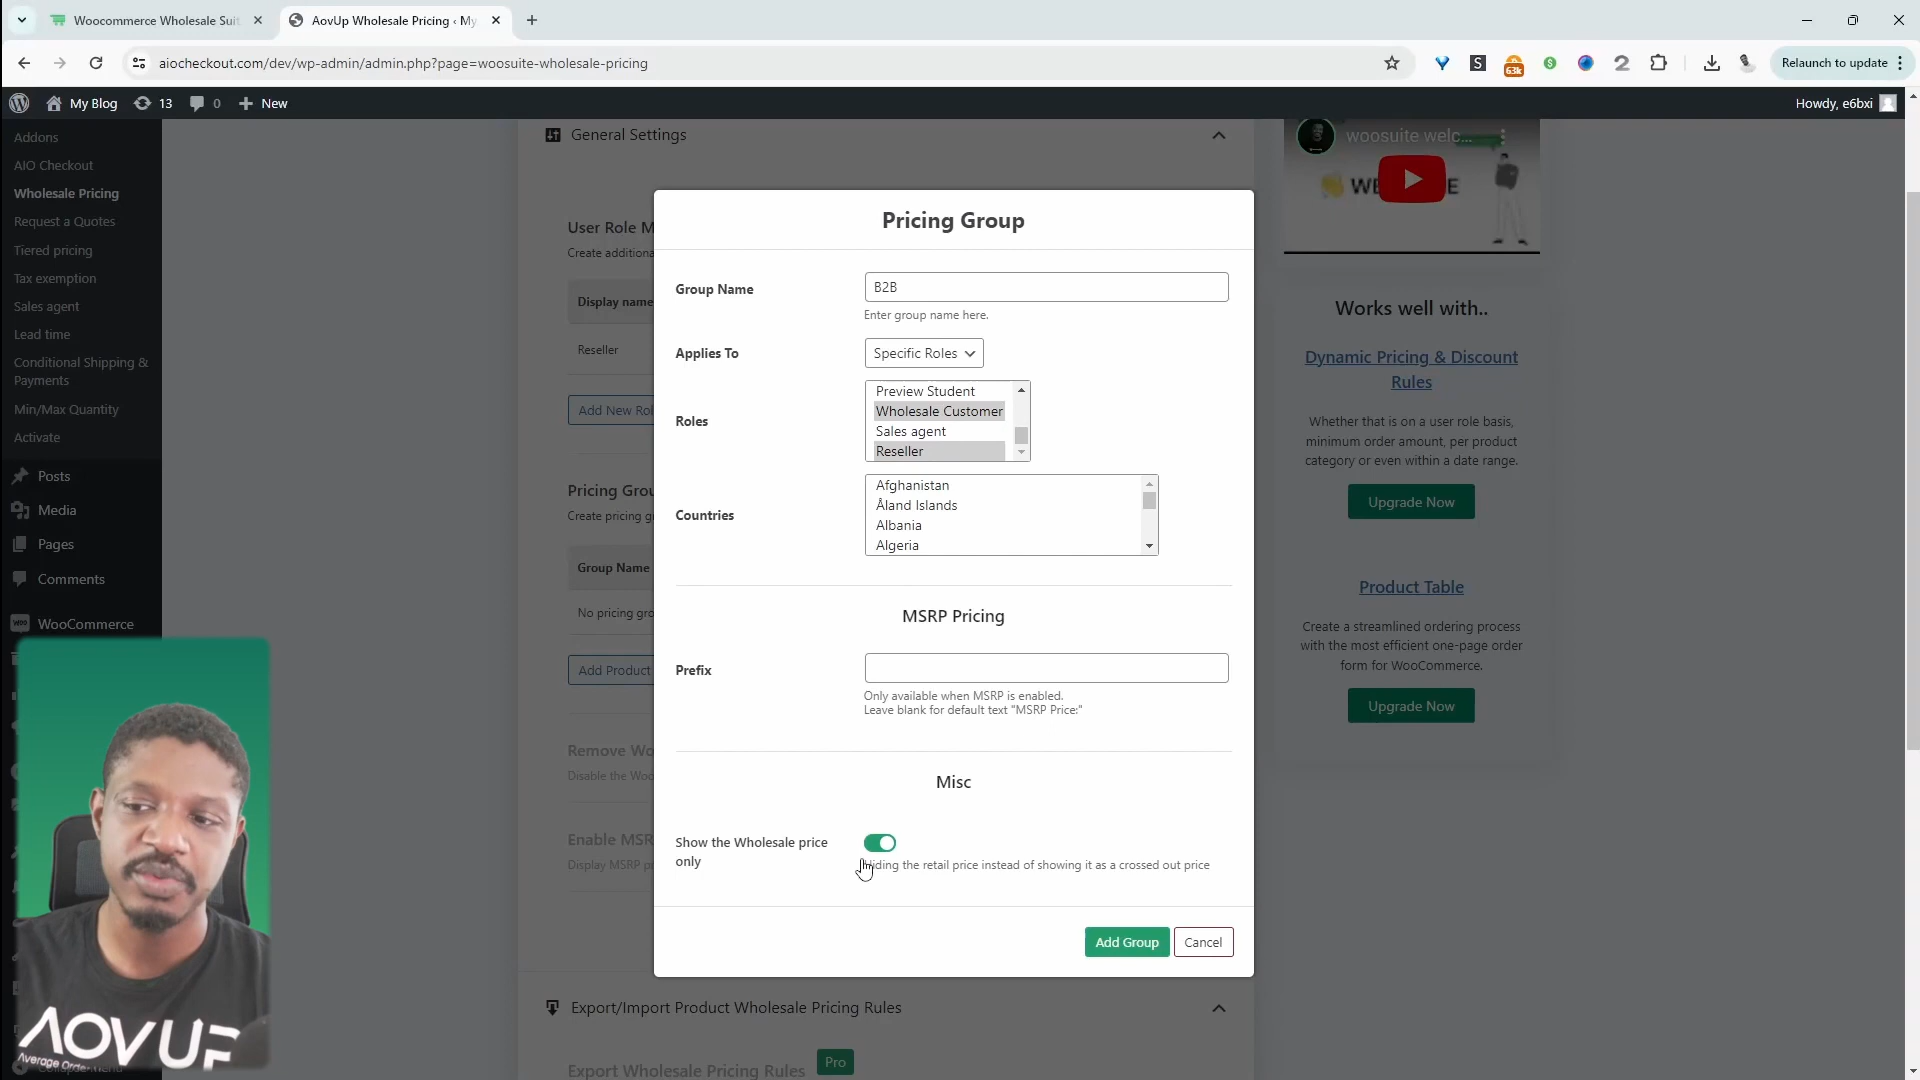 Woocommerce Wholesale Suit
AovUp Wholesale Pricing ‹ My
aiocheckout.com/dev/wp-admin/admin.php?page=woosuite-wholesale-pricing
S
63k
Relaunch to update
My Blog
13
0
New
Howdy, e6bxi
Addons
AIO Checkout
Wholesale Pricing
Request a Quotes
Tiered pricing
Tax exemption
Sales agent
Lead time
Conditional Shipping &
Payments
Min/Max Quantity
Activate
Posts
Media
Pages
Comments
WooCommerce
General Settings
User Role M
Create additiona
Display name
Reseller
Add New Rol
Pricing Grou
Create pricing g
Group Name
No pricing gro
Add Product
Remove Wo
Disable the Woo
Enable MSR
Display MSRP p
Pricing Group
Group Name
B2B
Enter group name here.
Applies To
Specific Roles
Roles
Preview Student
Wholesale Customer
Sales agent
Reseller
Countries
Afghanistan
Åland Islands
Albania
Algeria
MSRP Pricing
Prefix
Only available when MSRP is enabled.
Leave blank for default text "MSRP Price:"
Misc
Show the Wholesale price
only
Hiding the retail price instead of showing it as a crossed out price
Add Group
Cancel
Export/Import Product Wholesale Pricing Rules
Export Wholesale Pricing Rules
Pro
woosuite welc...
Works well with..
Dynamic Pricing & Discount
Rules
Whether that is on a user role basis,
minimum order amount, per product
category or even within a date range.
Upgrade Now
Product Table
Create a streamlined ordering process
with the most efficient one-page order
form for WooCommerce.
Upgrade Now
AOVUP
Average Order